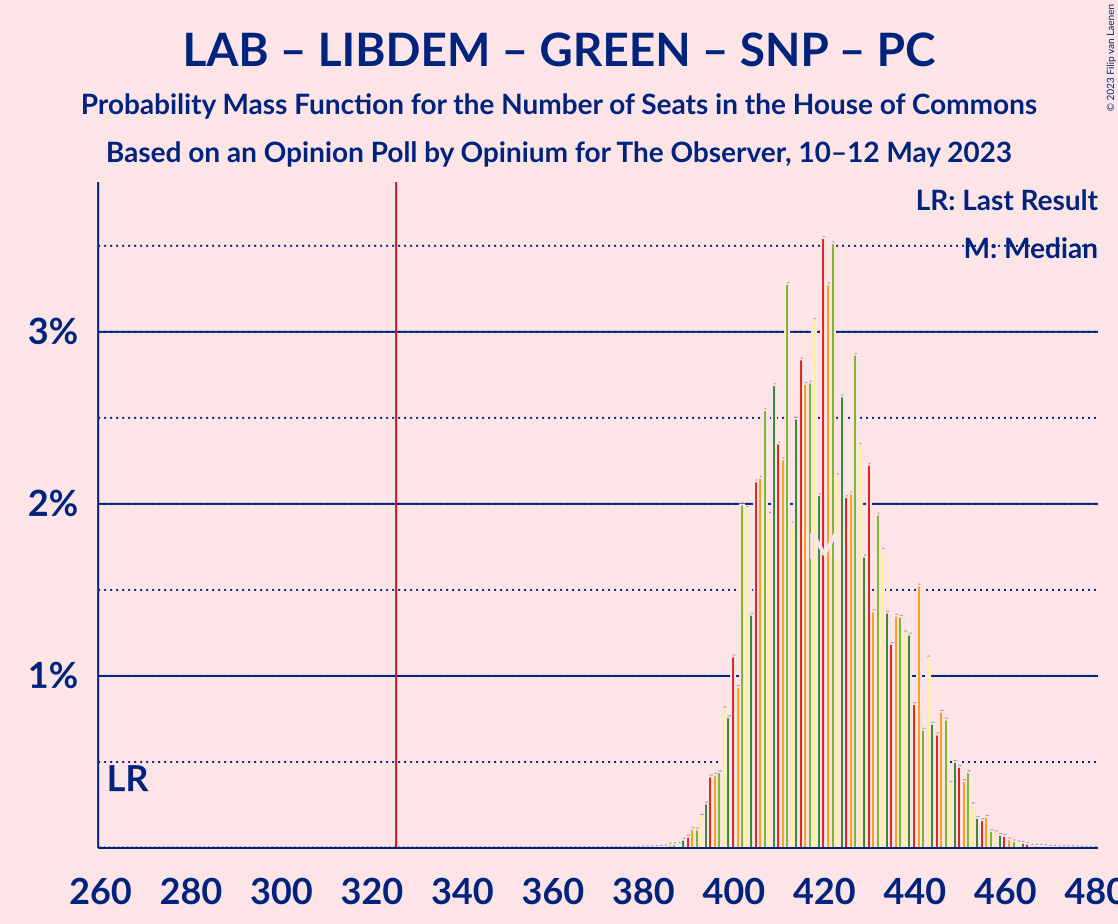 LAB – LIBDEM – GREEN – SNP – PC
Probability Mass Function for the Number of Seats in the House of Commons
Based on an Opinion Poll by Opinium for The Observer, 10–12 May 2023
© 2023 Filip van Laenen
LR: Last Result
M: Median
3%
2%
1%
LR
M
260 280 300 320 340 360 380 400 420 440 460 480